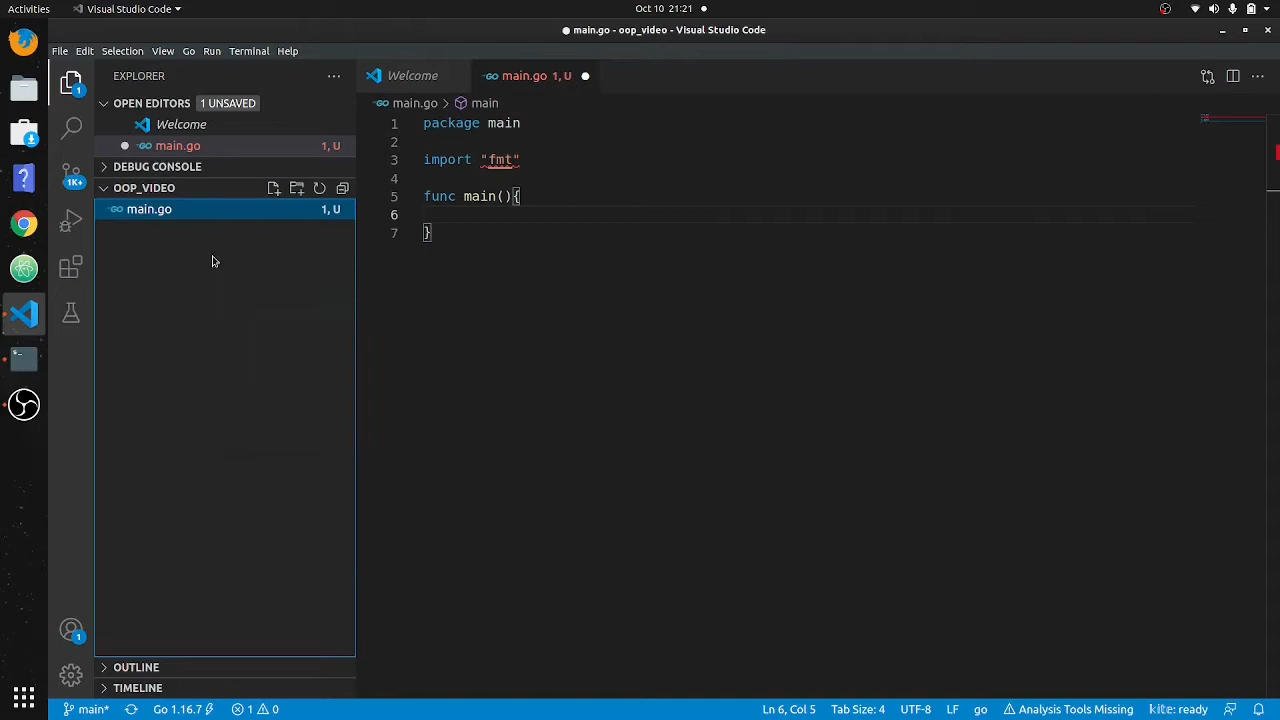 Activities
Visual Studio Code
Oct 10 21:21
main.go - oop_video - Visual Studio Code
File Edit Selection View Go Run Terminal Help
EXPLORER
OPEN EDITORS 1 UNSAVED
Welcome
main.go 1, U
DEBUG CONSOLE
OOP_VIDEO
main.go 1, U
OUTLINE
TIMELINE
1
1K+
1
Welcome
main.go 1, U
main.go > main
1 package main
2
3 import "fmt"
4
5 func main(){
6
7 }
main* Go 1.16.7 1 0
Ln 6, Col 5 Tab Size: 4 UTF-8 LF go Analysis Tools Missing kite: ready